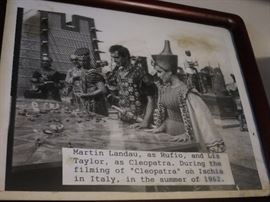 Martin Landau, as Rufio, and Liz
Taylor, as Cleopatra. During the
filming of "Cleopatra" on Ischia
in Italy, in the summer of 1962.